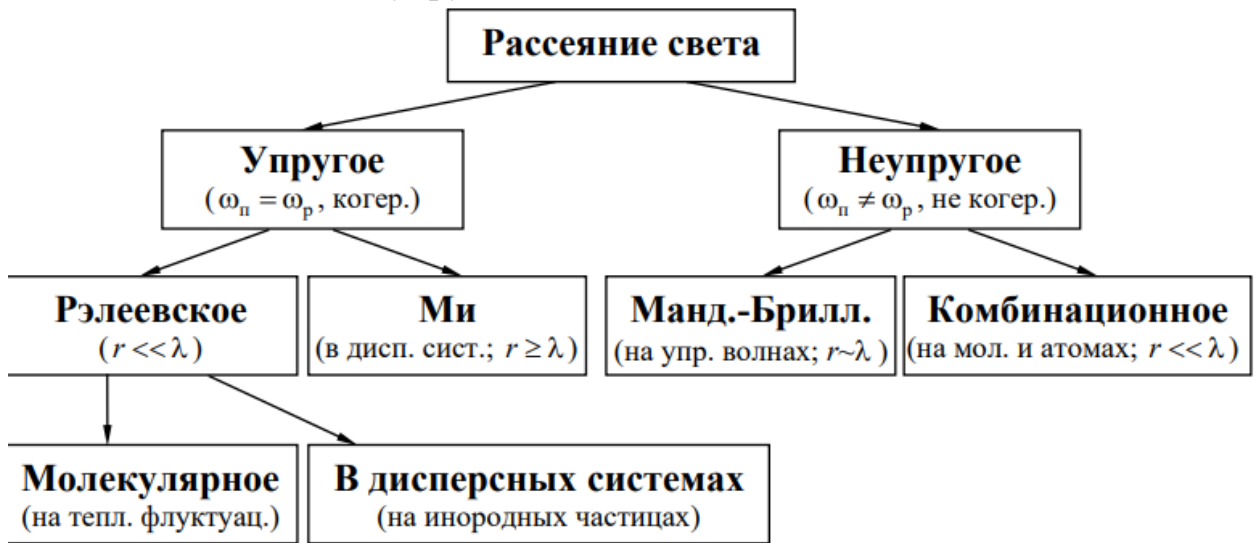 Рассеяние света
Упругое
(ωп = ωр, когер.)
Неупругое
(ωп ≠ ωр, не когер.)
Рэлеевское
(r << λ)
Ми
(в дисп. сист.; r ≥ λ)
Манд.-Брилл.
(на упр. волнах; r~λ)
Комбинационное
(на мол. и атомах; r << λ)
Молекулярное
(на тепл. флуктуац.)
В дисперсных системах
(на инородных частицах)